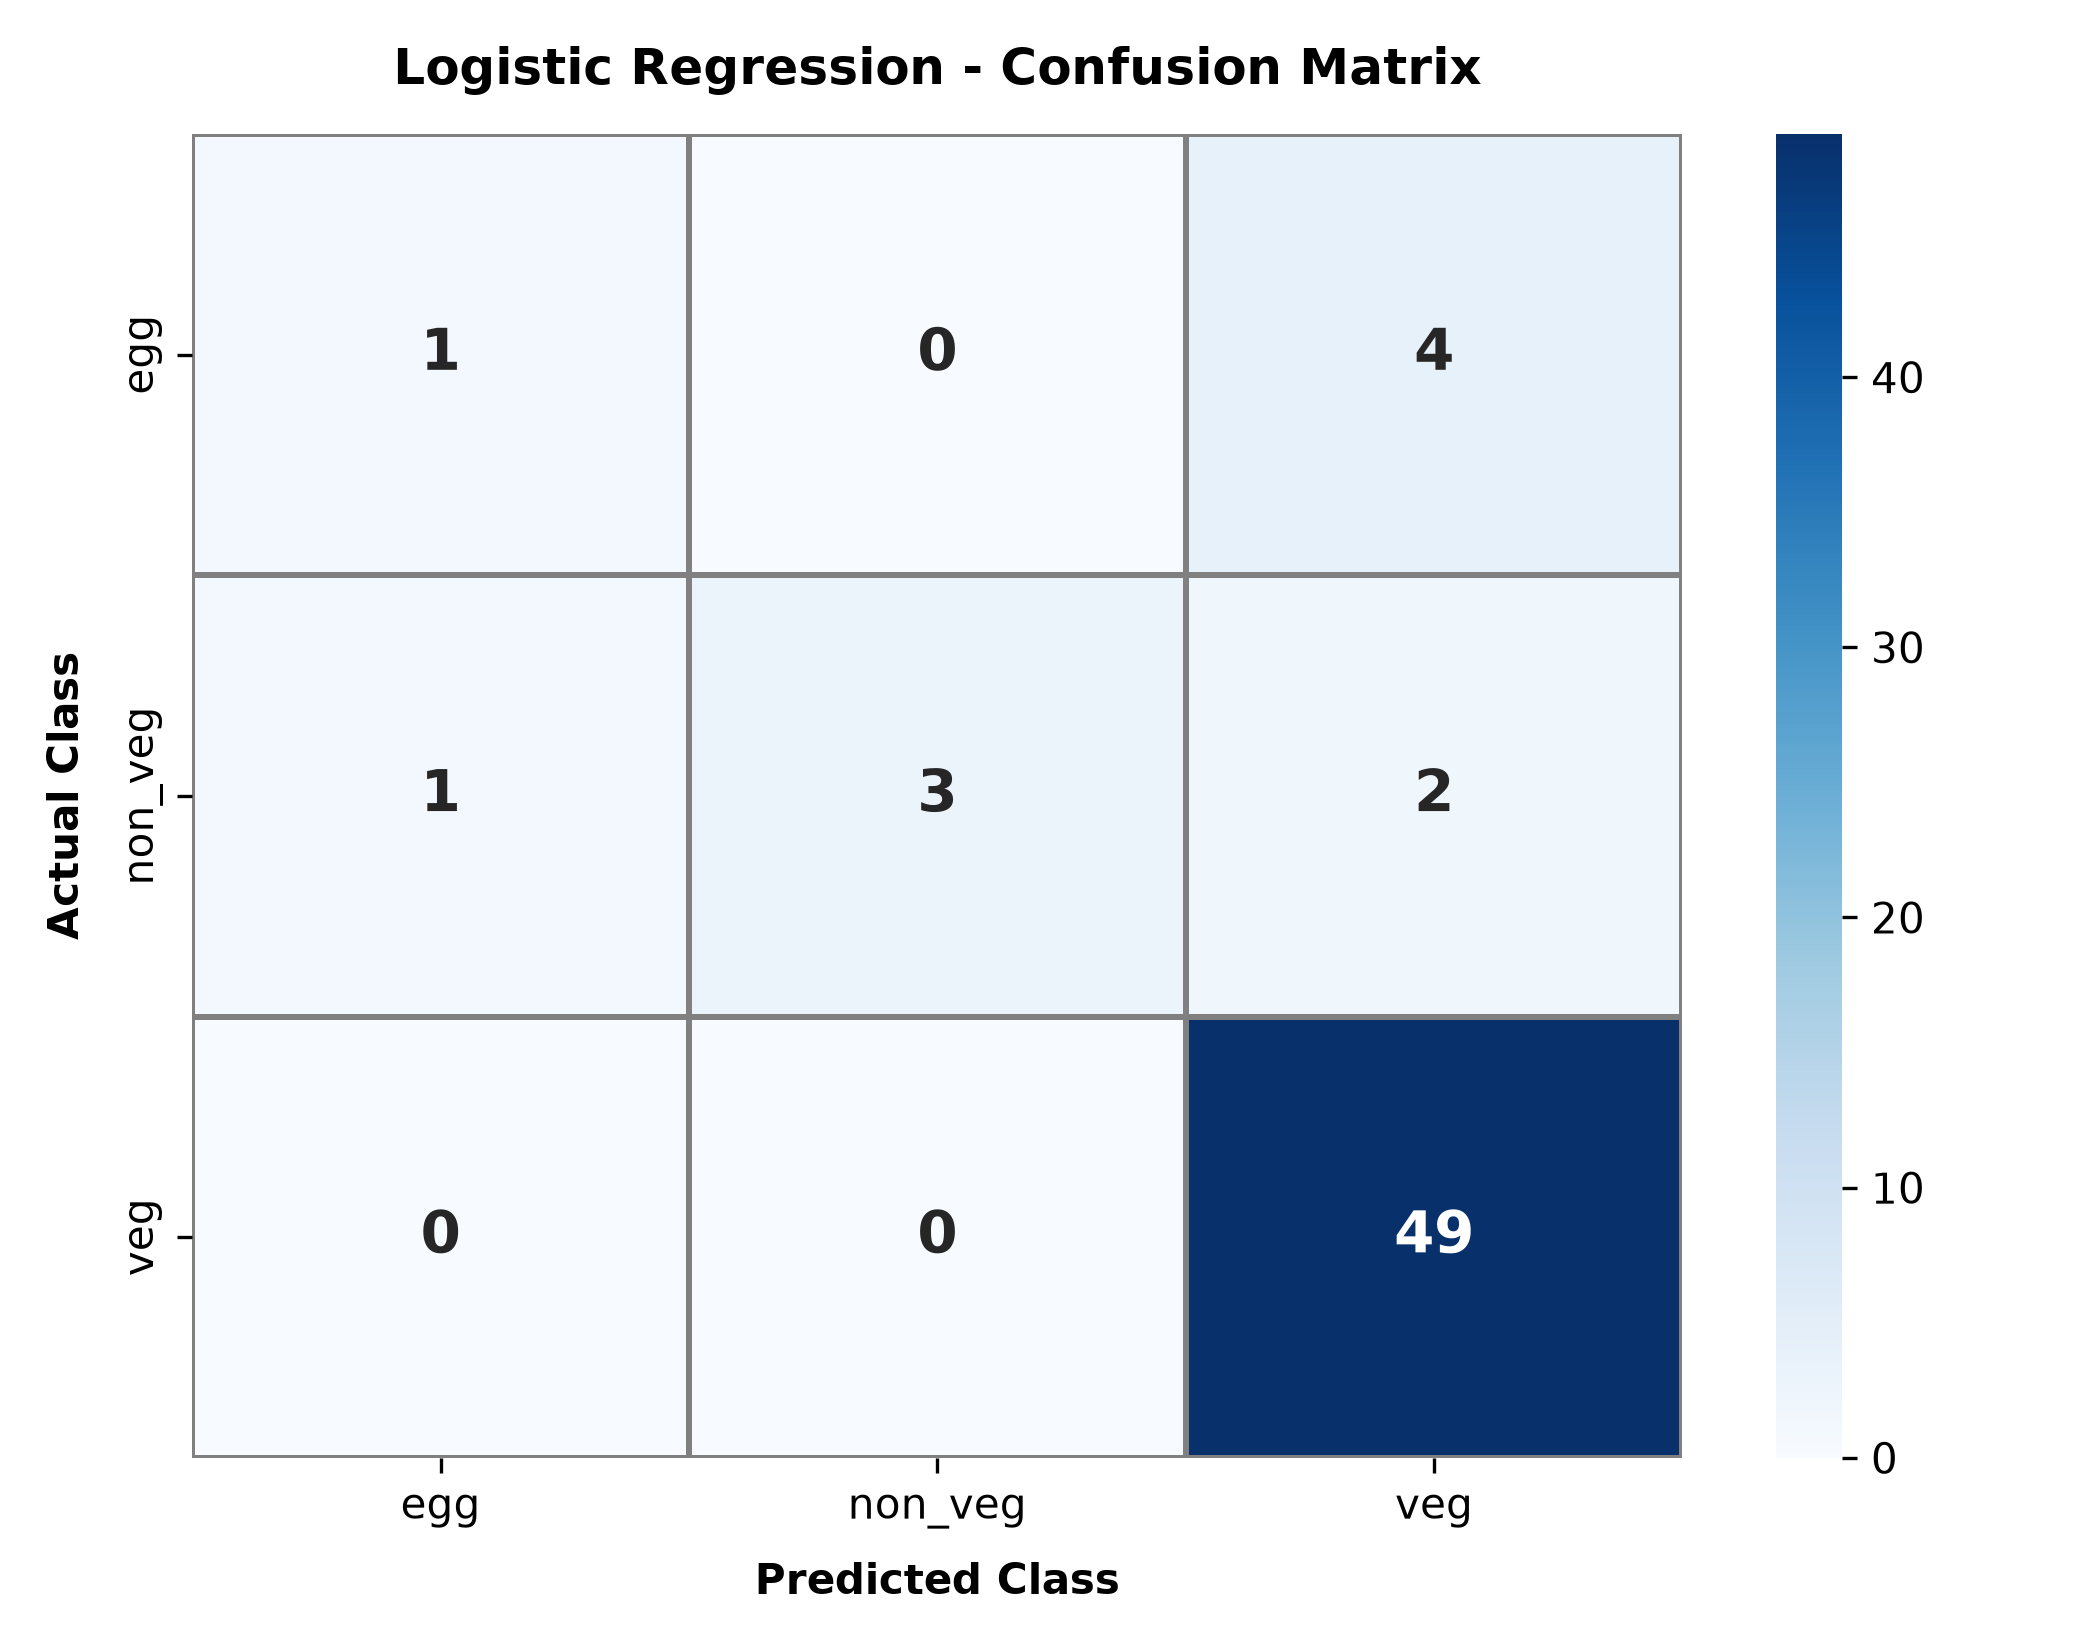 Logistic Regression - Confusion Matrix
Actual Class
egg
1
0
4
non_veg
1
3
2
veg
0
0
49
egg
non_veg
veg
Predicted Class
40
30
20
10
0